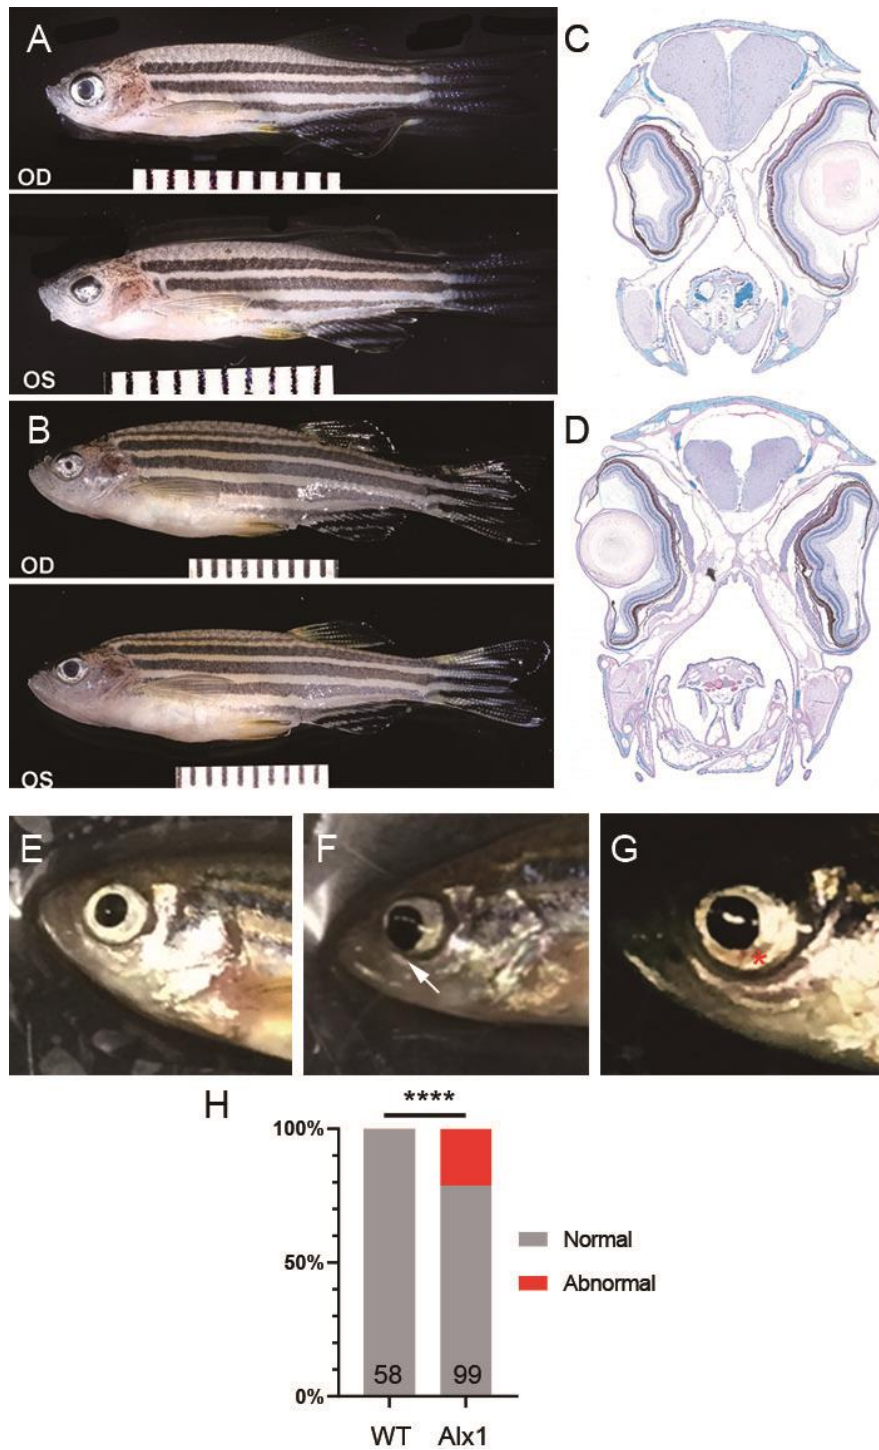 A
OD
OS
B
OD
OS
C
D
E
F
G
*
H
****
100%
50%
0%
58
99
WT
Alx1
Normal
Abnormal